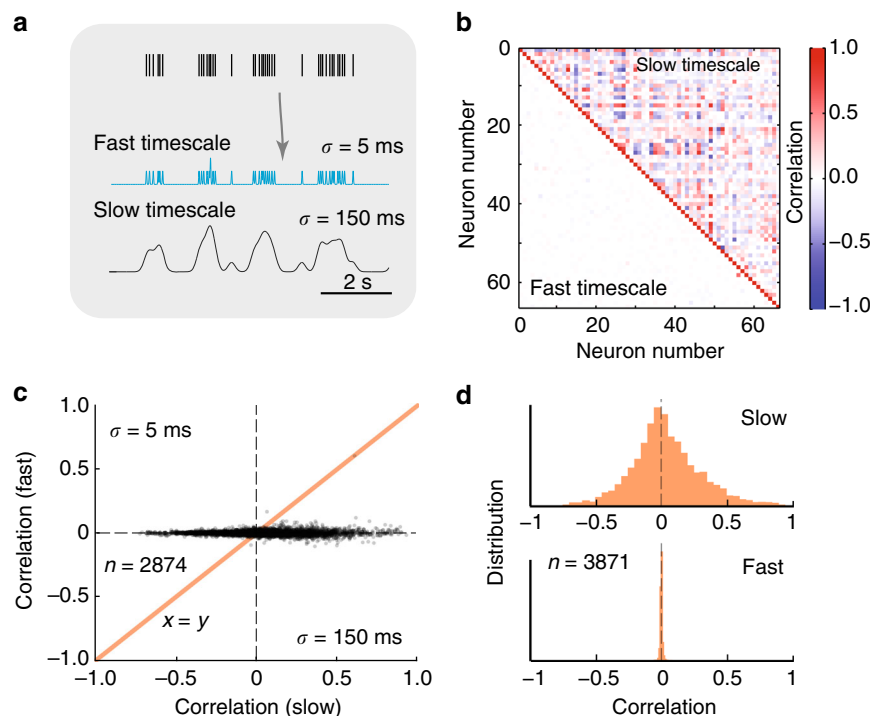 a
Fast timescale
σ = 5 ms
Slow timescale
σ = 150 ms
2 s
b
Slow timescale
Fast timescale
0
20
40
60
0 20 40 60
Neuron number
Neuron number
1.0
0.5
0.0
−0.5
−1.0
Correlation
c
1.0
0.5
0
−0.5
−1.0
Correlation (fast)
σ = 5 ms
n = 2874
x = y
σ = 150 ms
−1.0 −0.5 0 0.5 1.0
Correlation (slow)
d
Slow
−1 −0.5 0 0.5 1
Distribution
n = 3871
Fast
−1 −0.5 0 0.5 1
Correlation